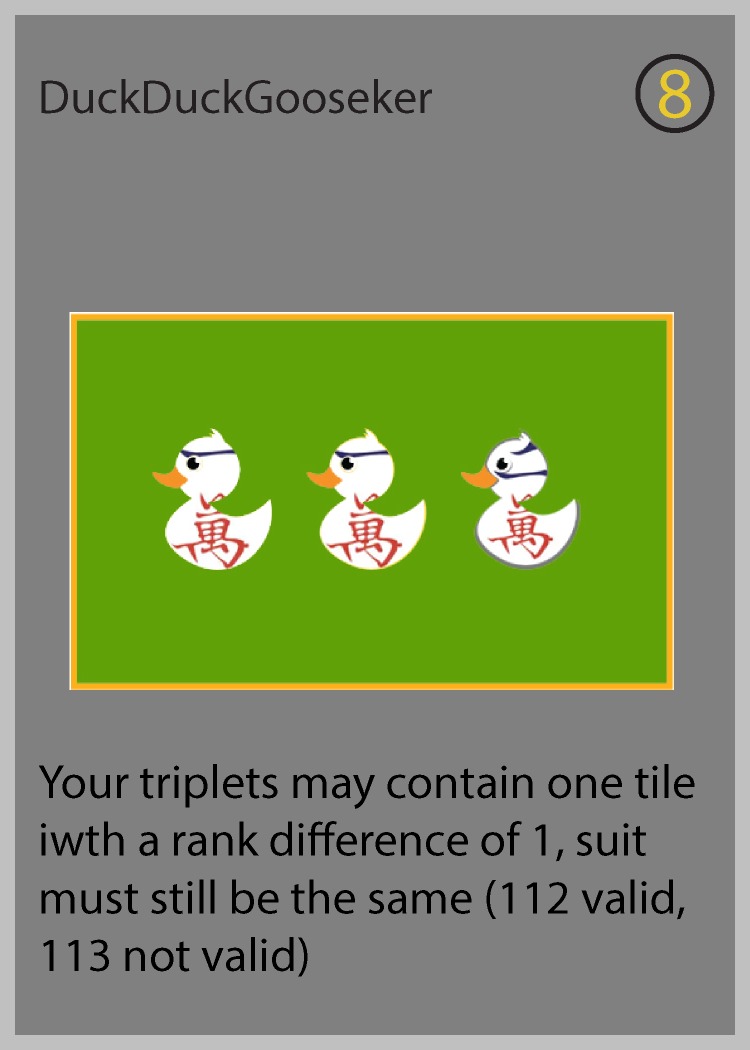 DuckDuckGooseker
8
萬 萬 萬
Your triplets may contain one tile
iwth a rank difference of 1, suit
must still be the same (112 valid,
113 not valid)